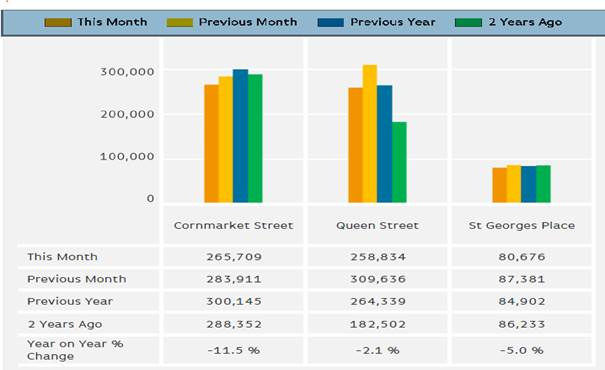 This Month Previous Month Previous Year 2 Years Ago
300,000
200,000
100,000
0
Cornmarket Street Queen Street St Georges Place
This Month 265,709 258,834 80,676
Previous Month 283,911 309,636 87,381
Previous Year 300,145 264,339 84,902
2 Years Ago 288,352 182,502 86,233
Year on Year % Change -11.5 % -2.1 % -5.0 %